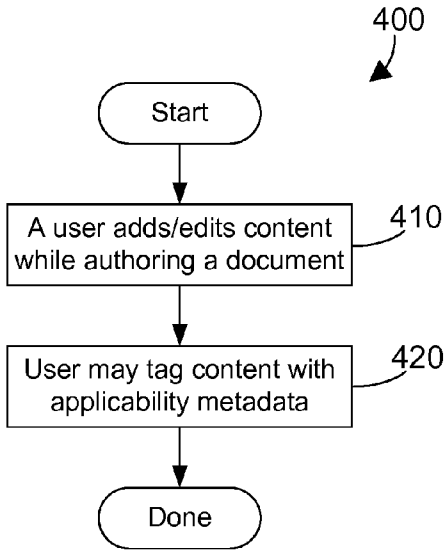 400
Start
A user adds/edits content
while authoring a document
410
User may tag content with
applicability metadata
420
Done